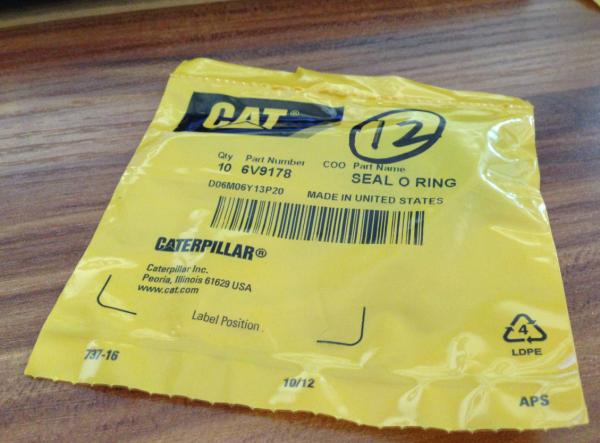 CAT®
12
Qty Part Number COO Part Name
10 6V9178 SEAL O RING
D06M06Y13P20 MADE IN UNITED STATES
CATERPILLAR®
Caterpillar Inc.
Peoria, Illinois 61629 USA
www.cat.com
Label Position
4
LDPE
737-16
10/12
APS